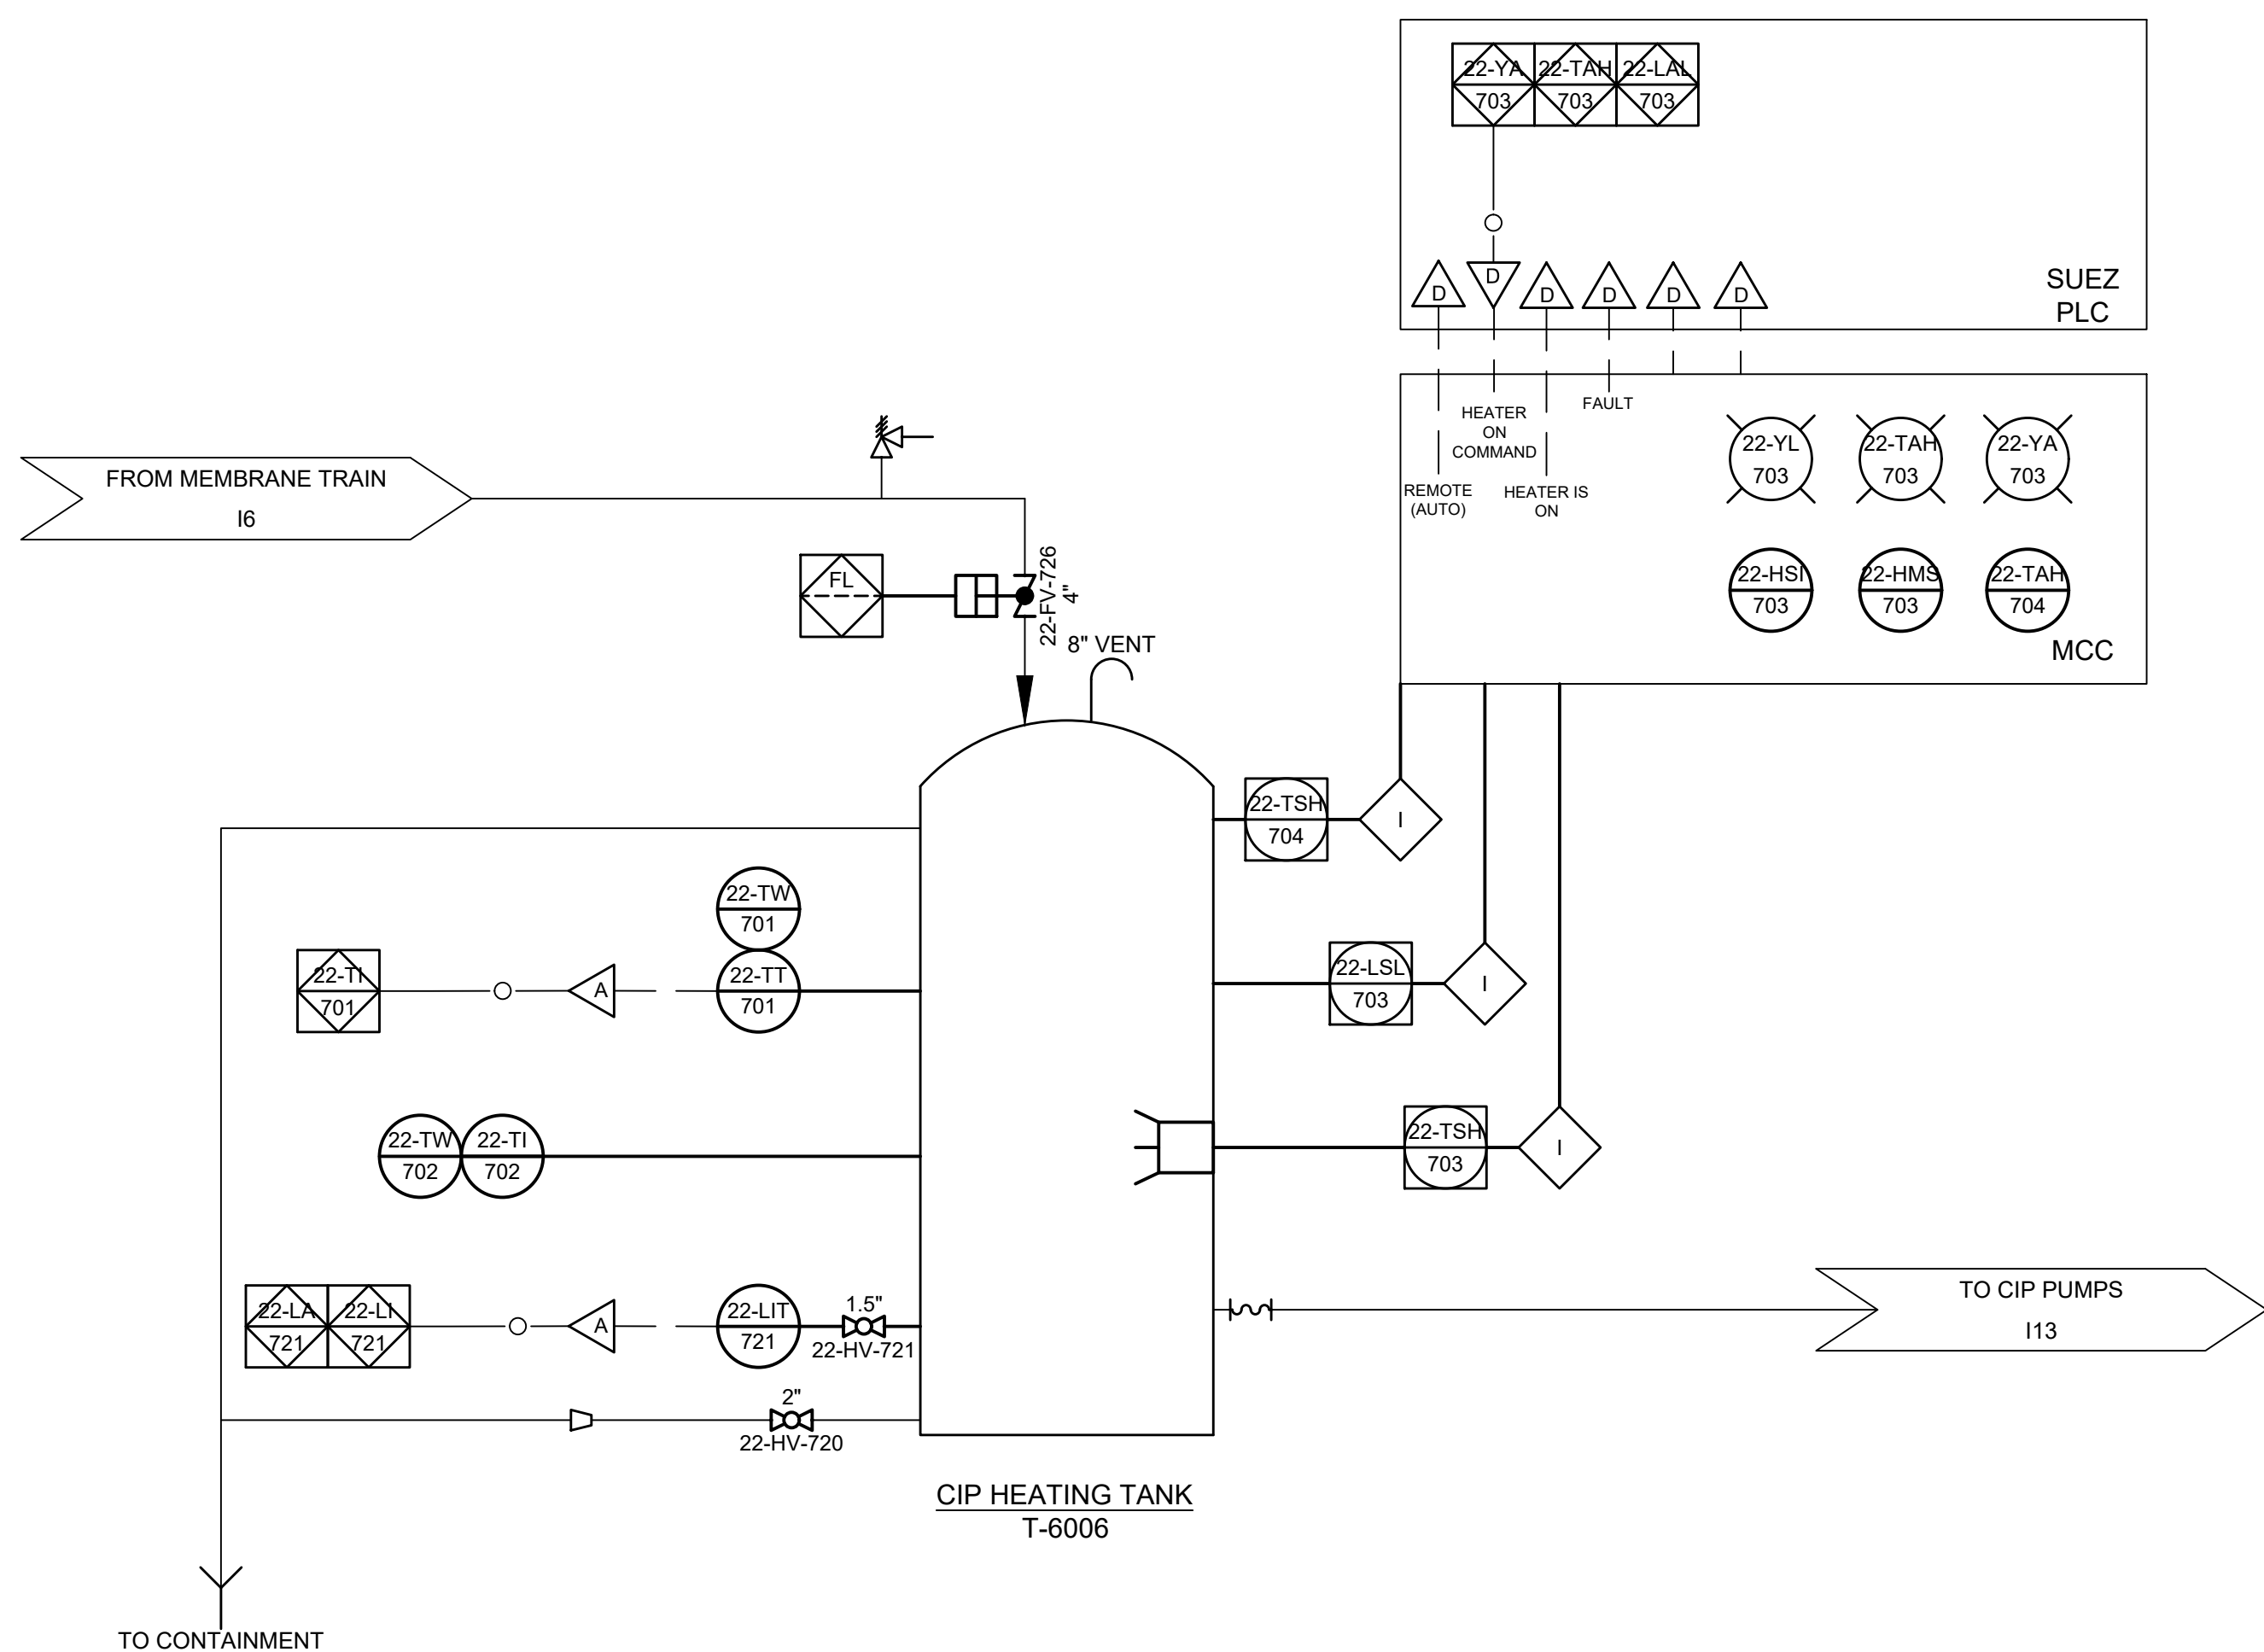 22-YA
703
22-TAH
703
22-LAL
703
D
D
D
D
D
D
SUEZ
PLC
HEATER
ON
COMMAND
FAULT
REMOTE
(AUTO)
HEATER IS
ON
22-YL
703
22-TAH
703
22-YA
703
22-HSI
703
22-HMS
703
22-TAH
704
MCC
FROM MEMBRANE TRAIN
I6
FL
22-FV-726
4"
8" VENT
22-TSH
704
I
22-TW
701
22-TI
701
A
22-TT
701
22-LSL
703
I
22-TW
702
22-TI
702
22-TSH
703
I
22-LA
721
22-LI
721
A
22-LIT
721
1.5"
22-HV-721
TO CIP PUMPS
I13
2"
22-HV-720
CIP HEATING TANK
T-6006
TO CONTAINMENT